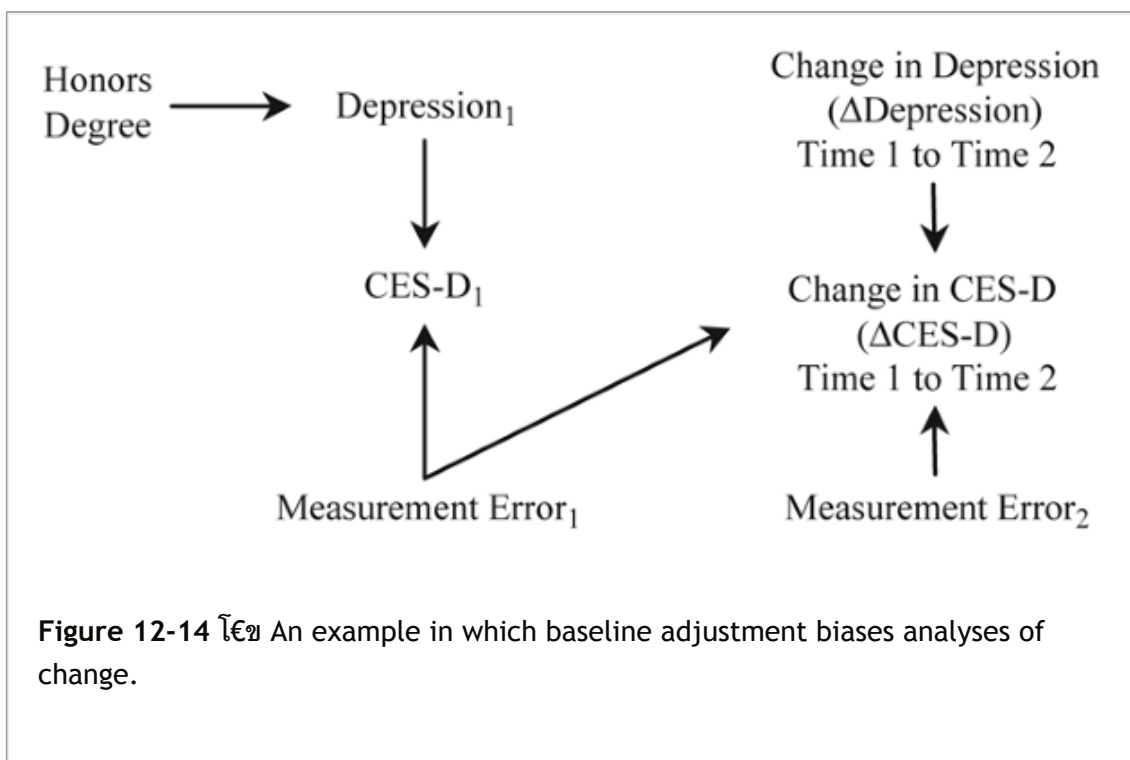 Honors
Degree
Depression₁
Change in Depression
(ΔDepression)
Time 1 to Time 2
CES-D₁
Change in CES-D
(ΔCES-D)
Time 1 to Time 2
Measurement Error₁
Measurement Error₂
Figure 12-14 โ€ข An example in which baseline adjustment biases analyses of
change.